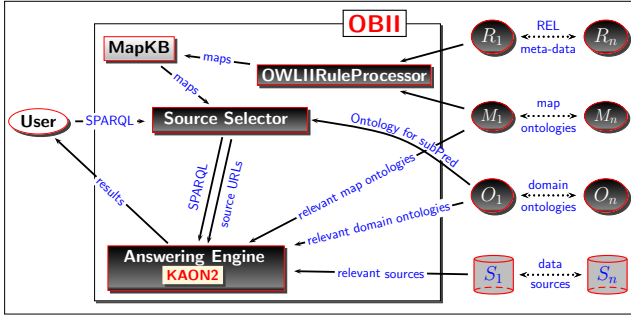 OBII
MapKB
maps
OWLIIRuleProcessor
maps
R1
REL
meta-data
Rn
User
SPARQL
Source Selector
Ontology for subPred
M1
map
ontologies
Mn
SPARQL
source URLs
results
relevant map ontologies
relevant domain ontologies
O1
domain
ontologies
On
Answering Engine
KAON2
relevant sources
S1
data
sources
Sn